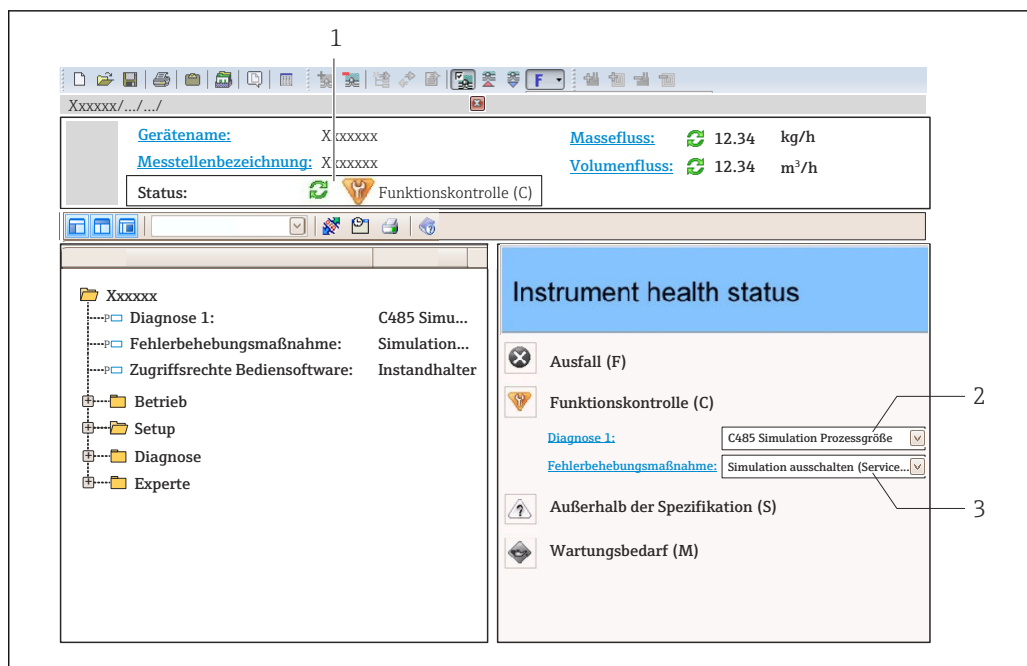 1
F
Xxxxxx/.../.../
Gerätename: Xxxxxxx Massefluss: 12.34 kg/h
Messstellenbezeichnung: Xxxxxxx Volumenfluss: 12.34 m³/h
Status: Funktionskontrolle (C)
Xxxxxx
P Diagnose 1: C485 Simu...
P Fehlerbehebungsmaßnahme: Simulation...
P Zugriffsrechte Bediensoftware: Instandhalter
Betrieb
Setup
Diagnose
Experte
Instrument health status
Ausfall (F)
Funktionskontrolle (C)
2
Diagnose 1: C485 Simulation Prozessgröße
Fehlerbehebungsmaßnahme: Simulation ausschalten (Service...
3
Außerhalb der Spezifikation (S)
Wartungsbedarf (M)